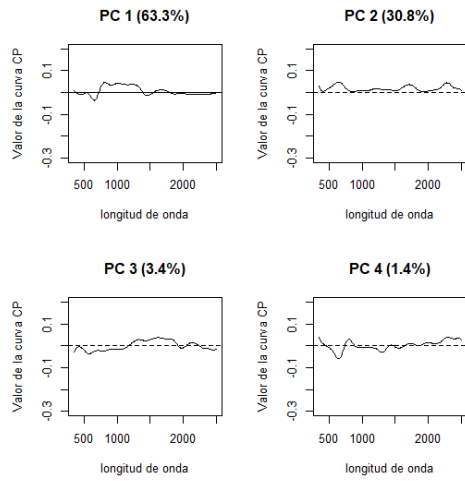 PC 1 (63.3%)
Valor de la curva CP
0.1
-0.1
-0.3
500 1000 2000
longitud de onda
PC 2 (30.8%)
Valor de la curva CP
0.1
-0.1
-0.3
500 1000 2000
longitud de onda
PC 3 (3.4%)
Valor de la curva CP
0.1
-0.1
-0.3
500 1000 2000
longitud de onda
PC 4 (1.4%)
Valor de la curva CP
0.1
-0.1
-0.3
500 1000 2000
longitud de onda